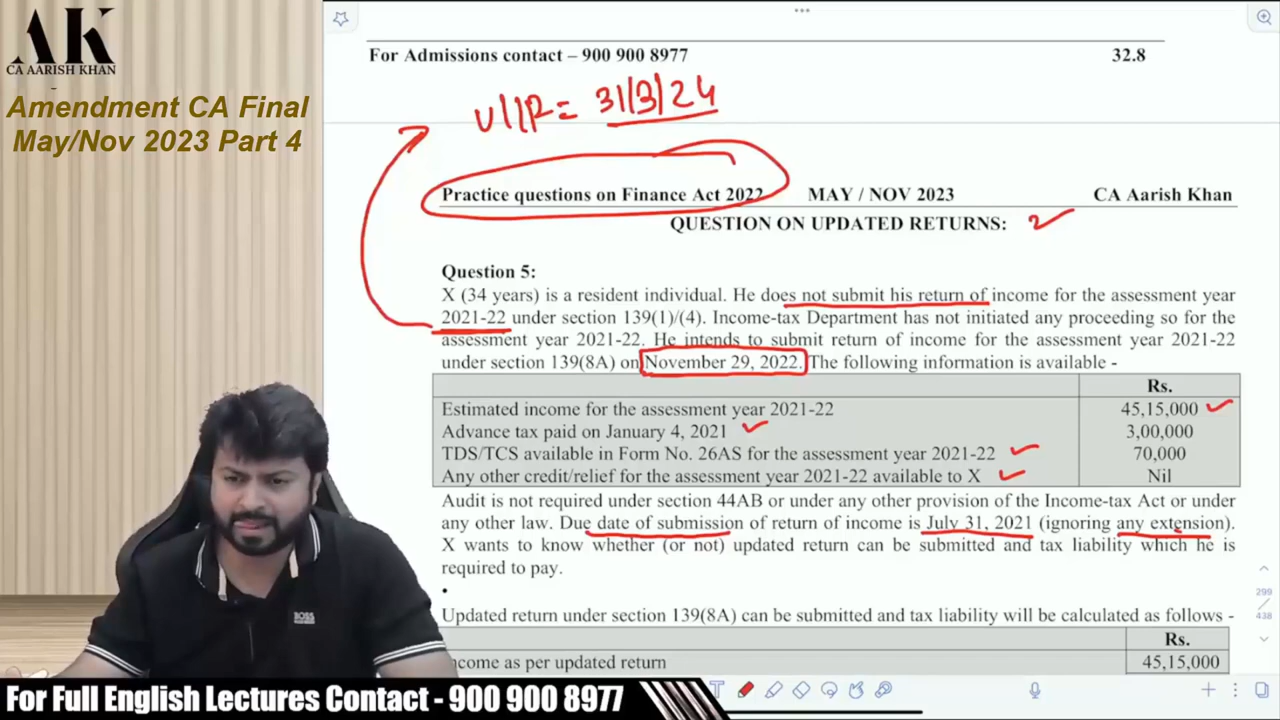 AK
CA AARISH KHAN
Amendment CA Final
May/Nov 2023 Part 4
For Admissions contact – 900 900 8977 32.8
31/3/24
Practice questions on Finance Act 2022 MAY / NOV 2023 CA Aarish Khan
QUESTION ON UPDATED RETURNS:
Question 5:
X (34 years) is a resident individual. He does not submit his return of income for the assessment year
2021-22 under section 139(1)/(4). Income-tax Department has not initiated any proceeding so for the
assessment year 2021-22. He intends to submit return of income for the assessment year 2021-22
under section 139(8A) on November 29, 2022. The following information is available -
Rs.
Estimated income for the assessment year 2021-22 45,15,000
Advance tax paid on January 4, 2021 3,00,000
TDS/TCS available in Form No. 26AS for the assessment year 2021-22 70,000
Any other credit/relief for the assessment year 2021-22 available to X Nil
Audit is not required under section 44AB or under any other provision of the Income-tax Act or under
any other law. Due date of submission of return of income is July 31, 2021 (ignoring any extension).
X wants to know whether (or not) updated return can be submitted and tax liability which he is
required to pay.
Updated return under section 139(8A) can be submitted and tax liability will be calculated as follows -
Rs.
ncome as per updated return 45,15,000
BOSS
299
438
For Full English Lectures Contact - 900 900 8977